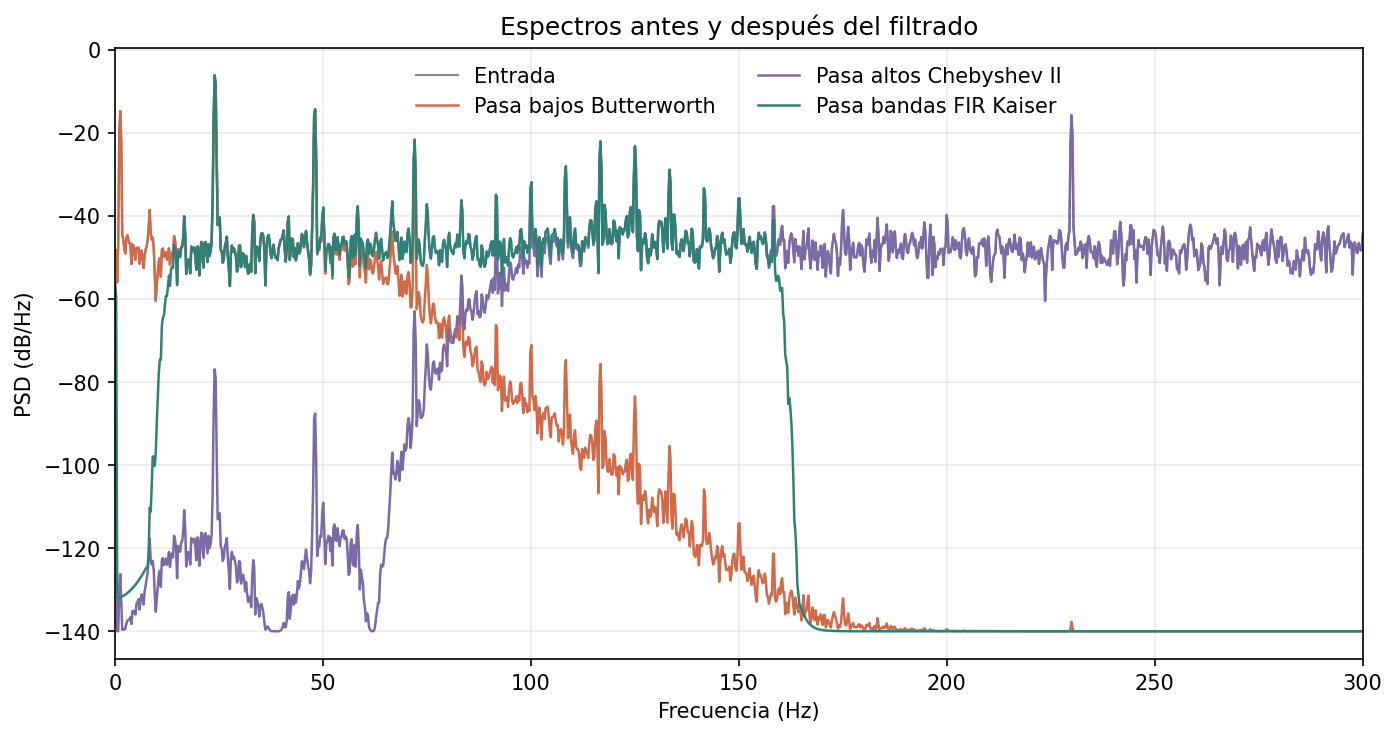 Espectros antes y después del filtrado
Entrada
Pasa bajos Butterworth
Pasa altos Chebyshev II
Pasa bandas FIR Kaiser
PSD (dB/Hz)
0
−20
−40
−60
−80
−100
−120
−140
0 50 100 150 200 250 300
Frecuencia (Hz)